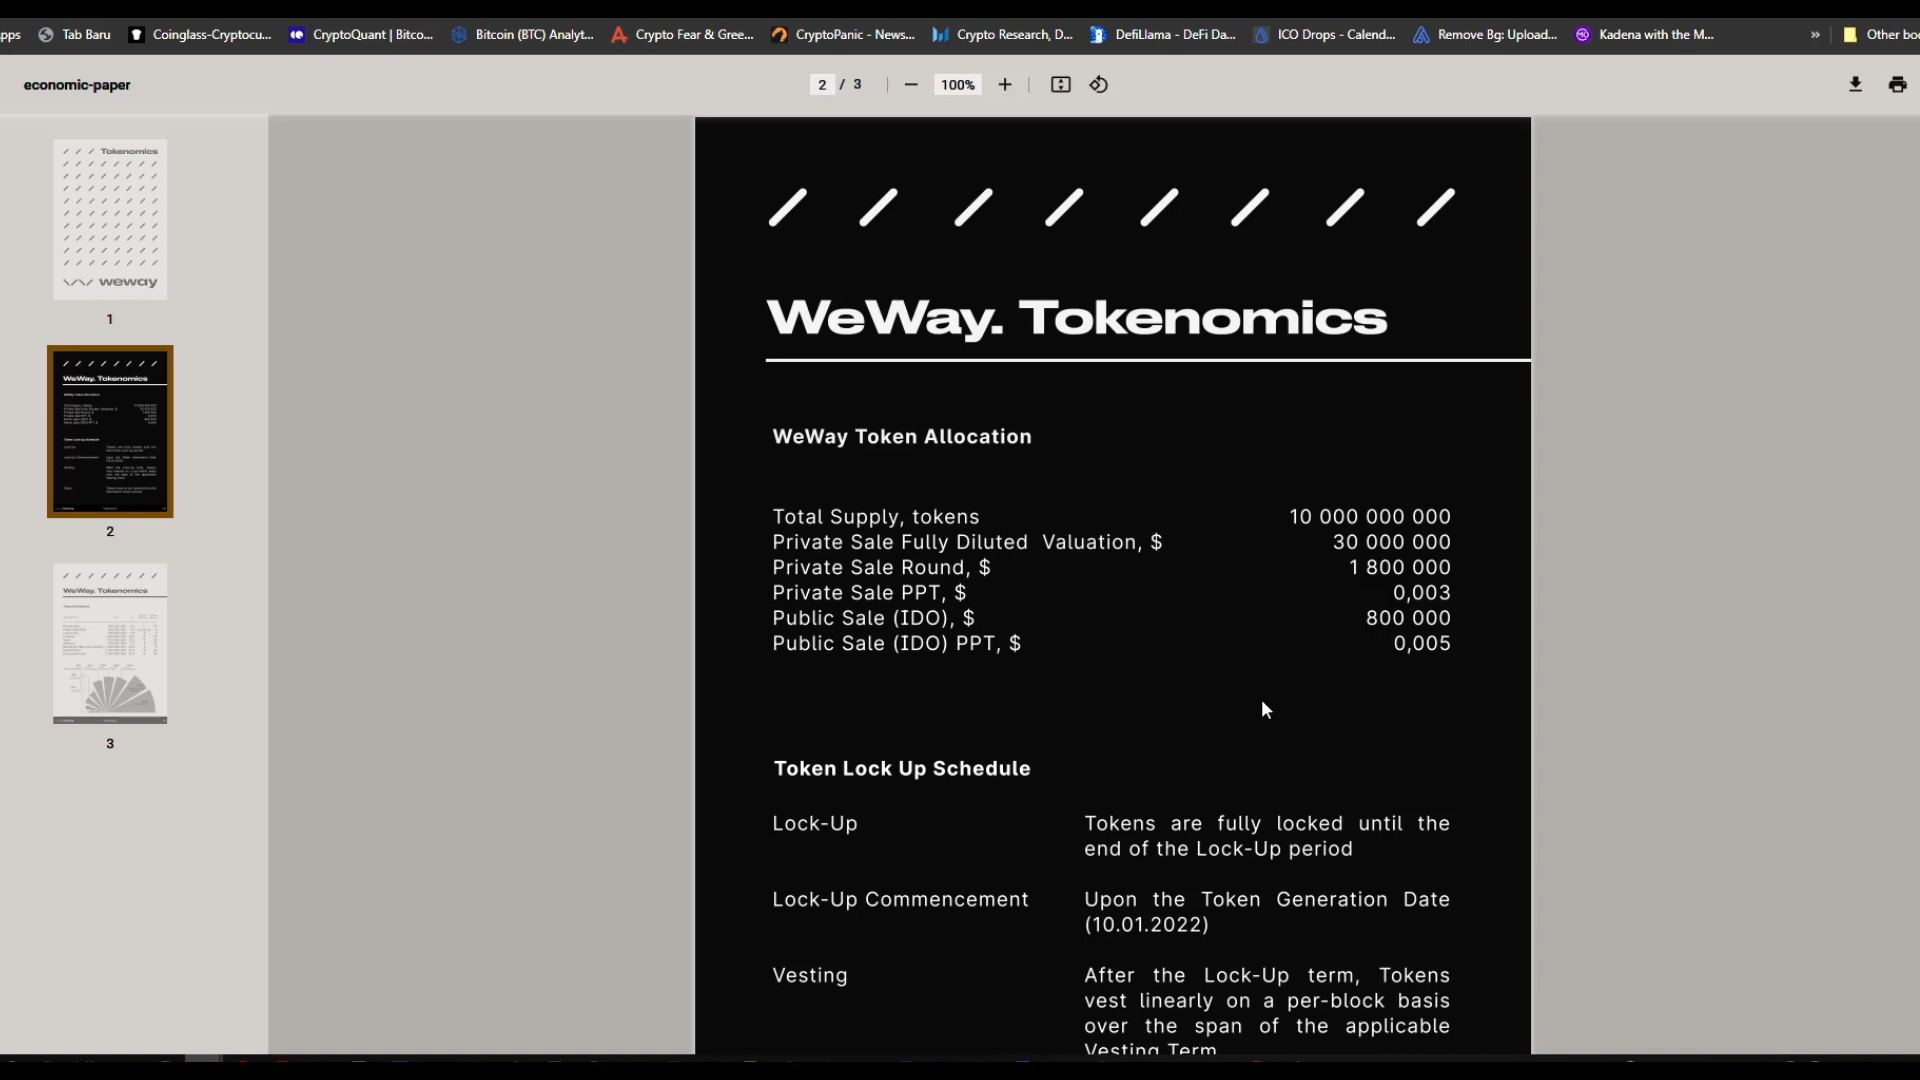 pps Tab Baru Coinglass-Cryptocu... CryptoQuant | Bitco... Bitcoin (BTC) Analyt... Crypto Fear & Gree... CryptoPanic - News... Crypto Research, D... DefiLlama - DeFi Da... ICO Drops - Calend... Remove Bg: Upload... Kadena with the M... » Other boo
economic-paper 2 / 3 100%
Tokenomics
weway
1
WeWay. Tokenomics
2
WeWay. Tokenomics
3
WeWay. Tokenomics
WeWay Token Allocation
Total Supply, tokens 10 000 000 000
Private Sale Fully Diluted Valuation, $ 30 000 000
Private Sale Round, $ 1 800 000
Private Sale PPT, $ 0,003
Public Sale (IDO), $ 800 000
Public Sale (IDO) PPT, $ 0,005
Token Lock Up Schedule
Lock-Up Tokens are fully locked until the
end of the Lock-Up period
Lock-Up Commencement Upon the Token Generation Date
(10.01.2022)
Vesting After the Lock-Up term, Tokens
vest linearly on a per-block basis
over the span of the applicable
Vesting Term